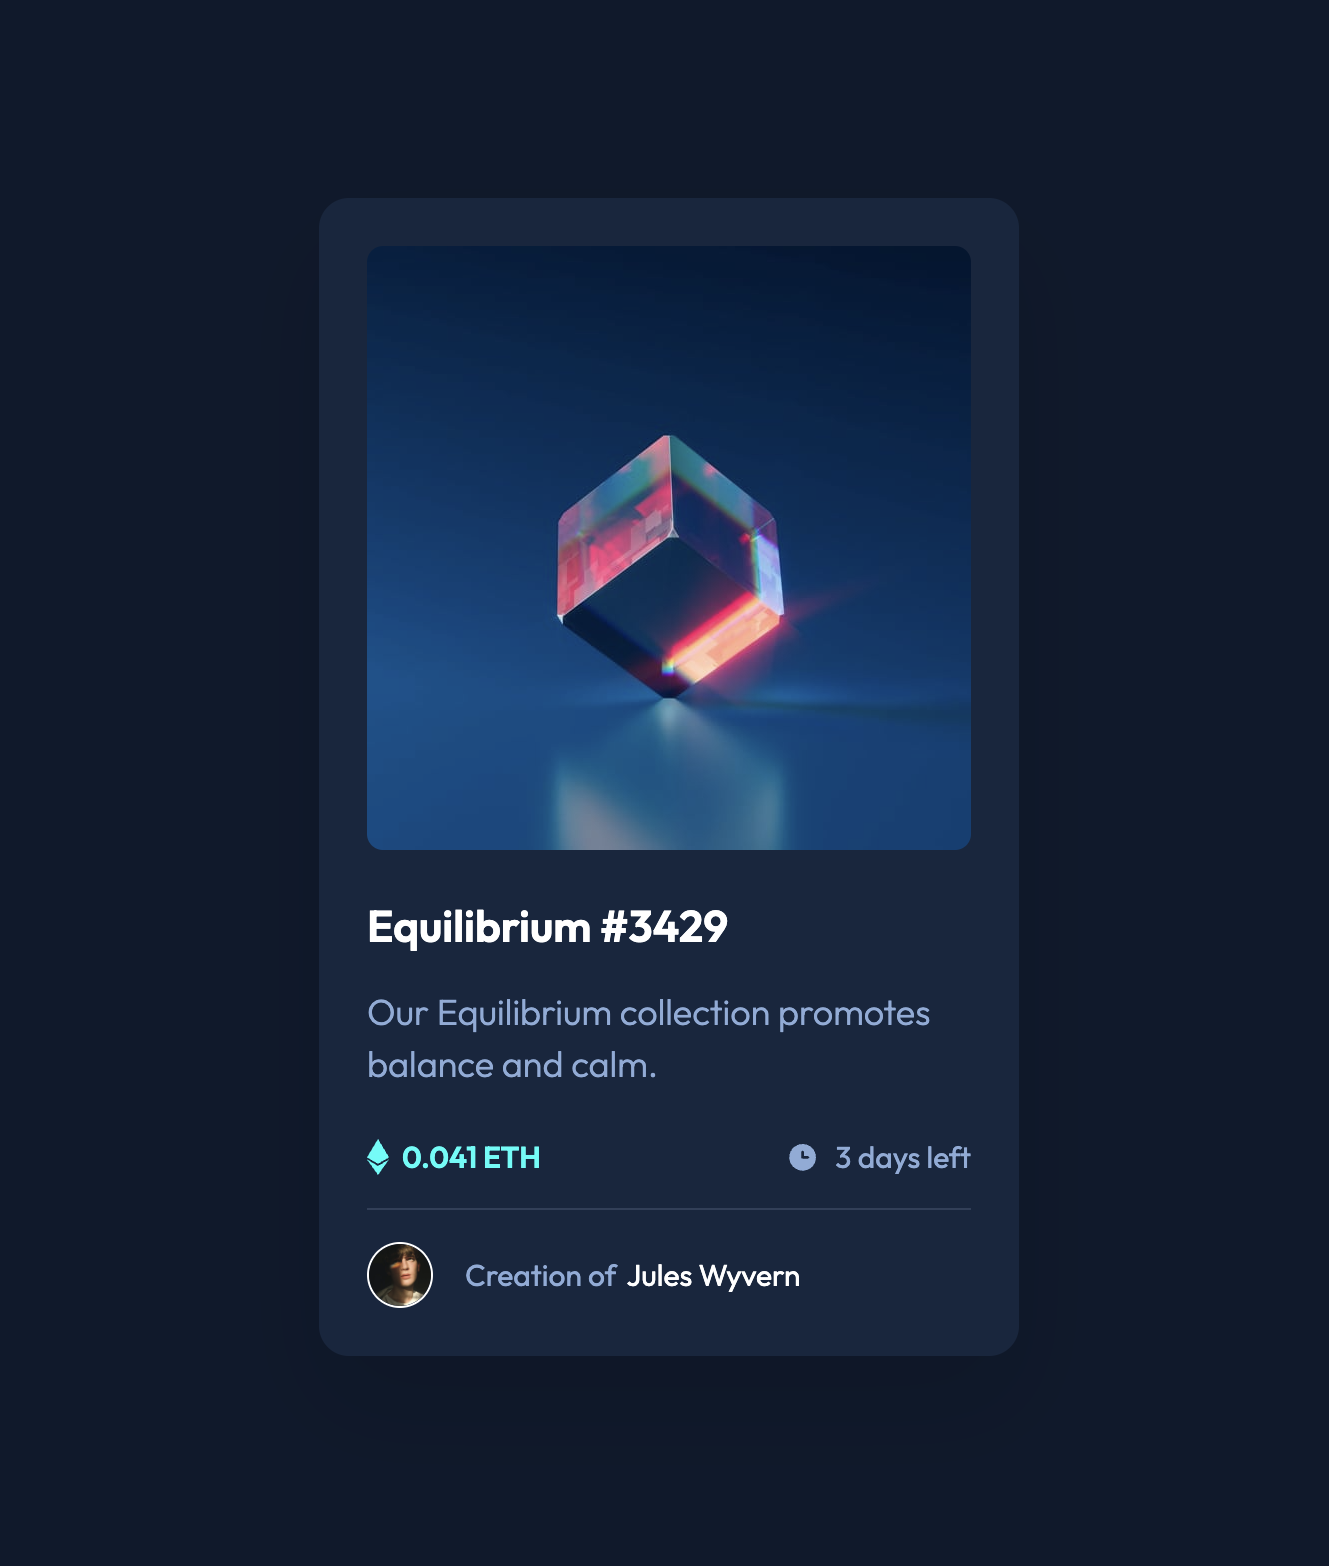 Equilibrium #3429
Our Equilibrium collection promotes
balance and calm.
0.041 ETH
3 days left
Creation of Jules Wyvern